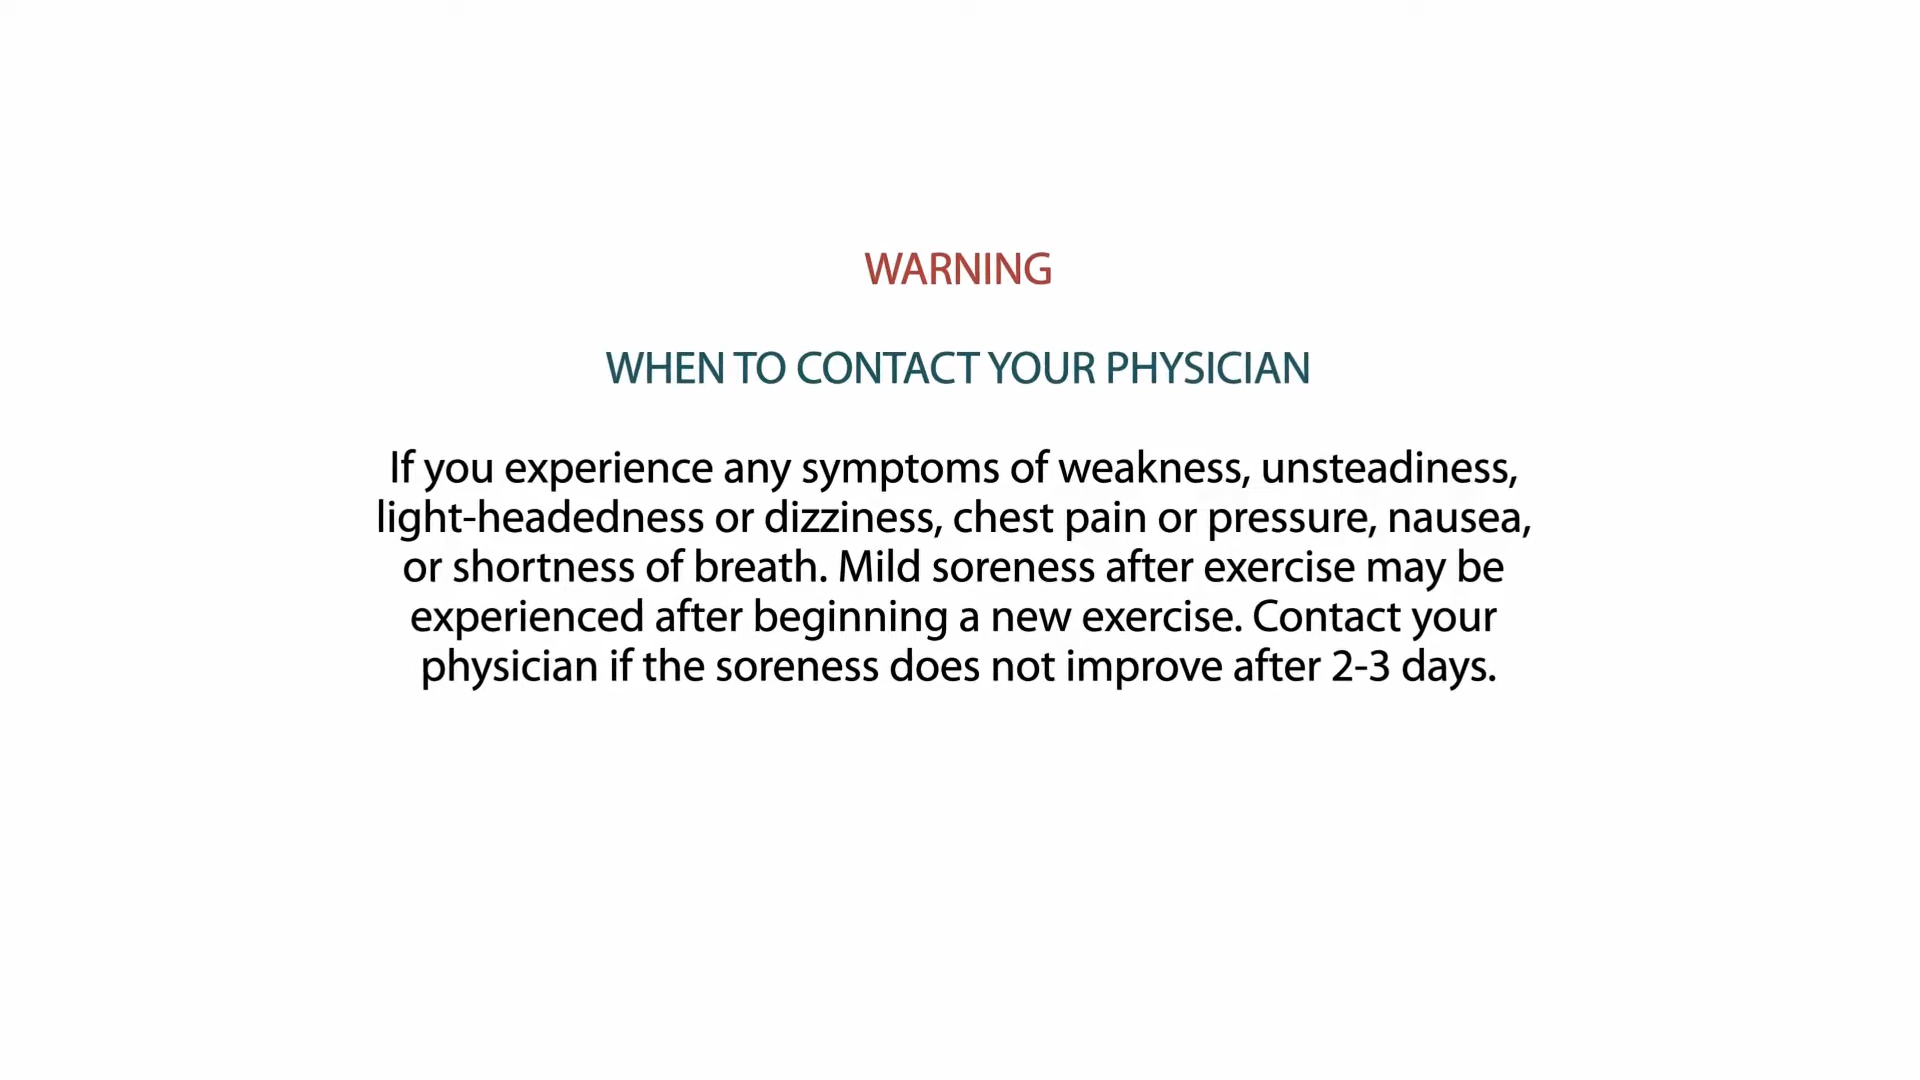 WARNING
WHEN TO CONTACT YOUR PHYSICIAN
If you experience any symptoms of weakness, unsteadiness,
light-headedness or dizziness, chest pain or pressure, nausea,
or shortness of breath. Mild soreness after exercise may be
experienced after beginning a new exercise. Contact your
physician if the soreness does not improve after 2-3 days.